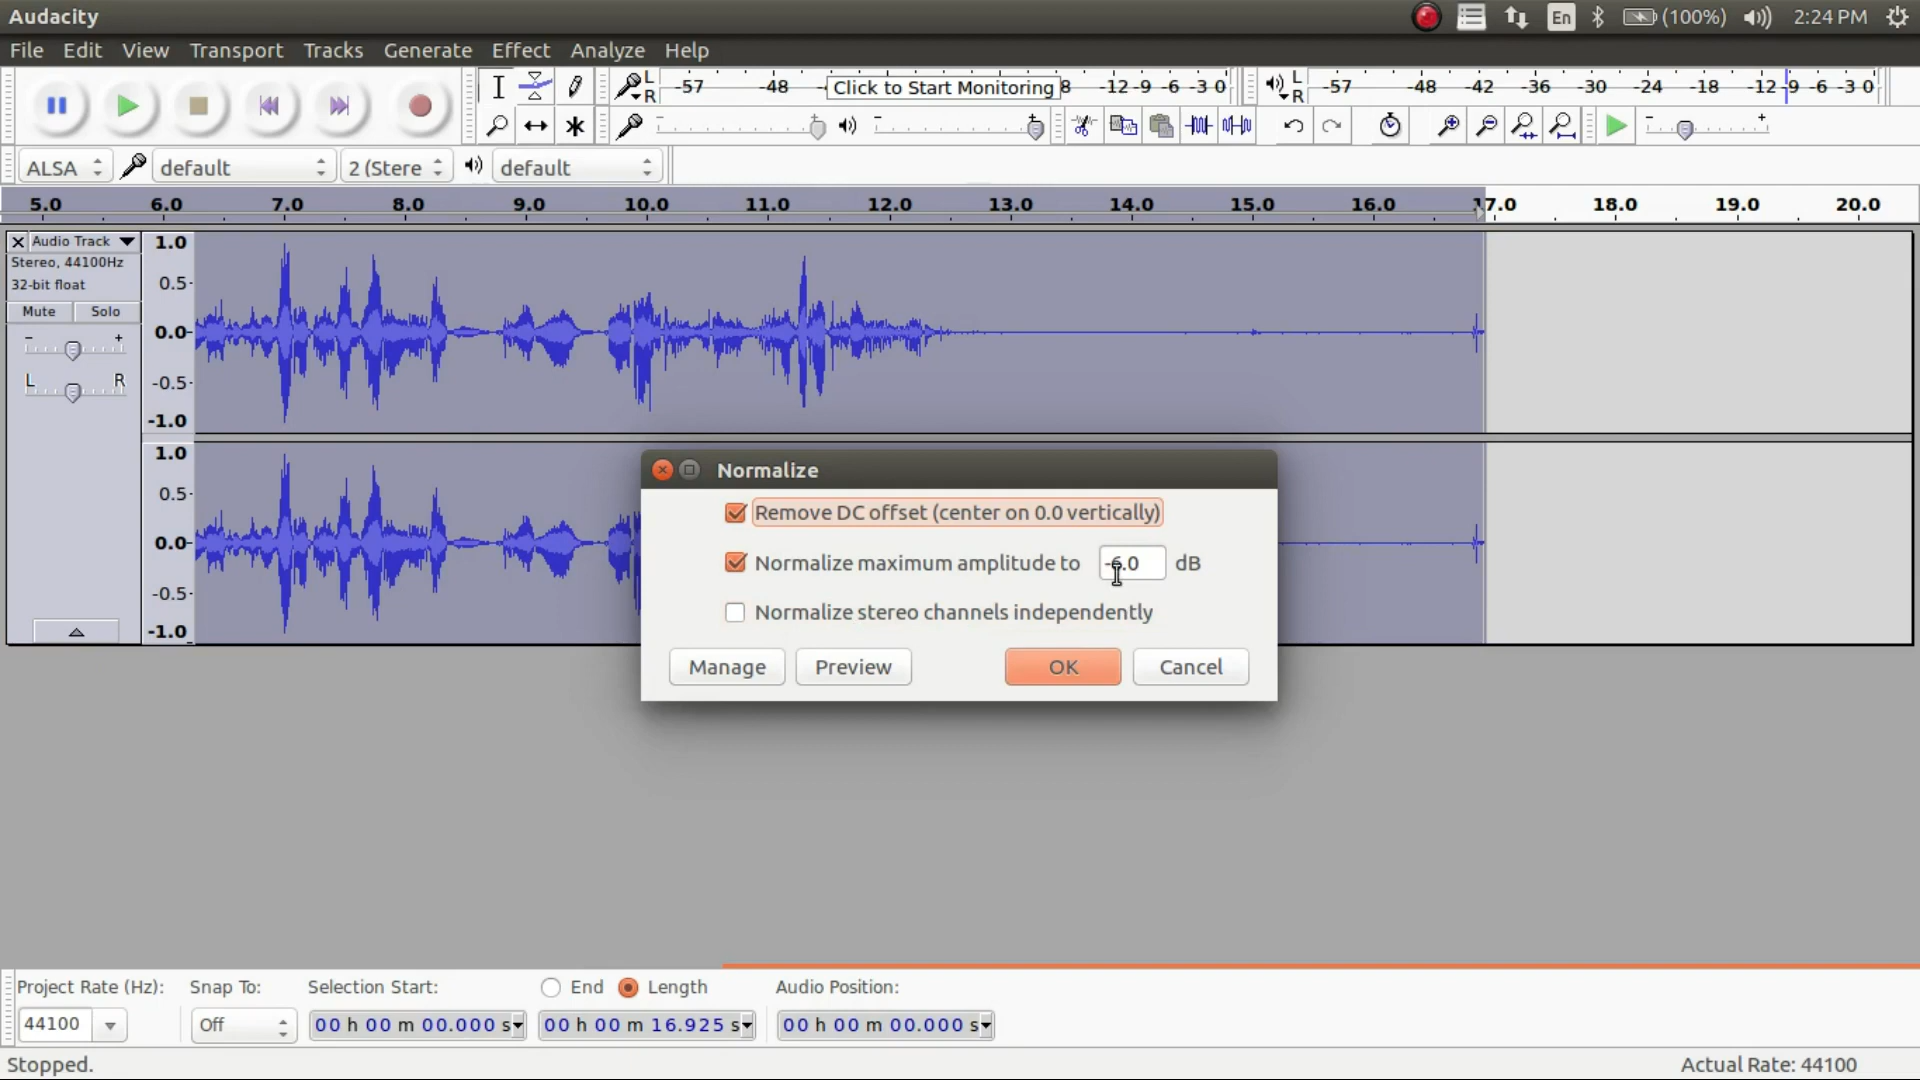 Audacity
En (100%) 2:24 PM
File Edit View Transport Tracks Generate Effect Analyze Help
L R -57 -48 - Click to Start Monitoring 8 -12 -9 -6 -3 0
L R -57 -48 -42 -36 -30 -24 -18 -12 -9 -6 -3 0
- + - + - +
ALSA default 2 (Stere default
5.0 6.0 7.0 8.0 9.0 10.0 11.0 12.0 13.0 14.0 15.0 16.0 17.0 18.0 19.0 20.0
Audio Track
Stereo, 44100Hz
32-bit float
Mute Solo
- +
L R
1.0
0.5-
0.0-
-0.5-
-1.0
1.0
0.5-
0.0-
-0.5-
-1.0
Normalize
Remove DC offset (center on 0.0 vertically)
Normalize maximum amplitude to -6.0 dB
Normalize stereo channels independently
Manage Preview OK Cancel
Project Rate (Hz): Snap To: Selection Start: End Length Audio Position:
44100 Off 00 h 00 m 00.000 s 00 h 00 m 16.925 s 00 h 00 m 00.000 s
Stopped. Actual Rate: 44100